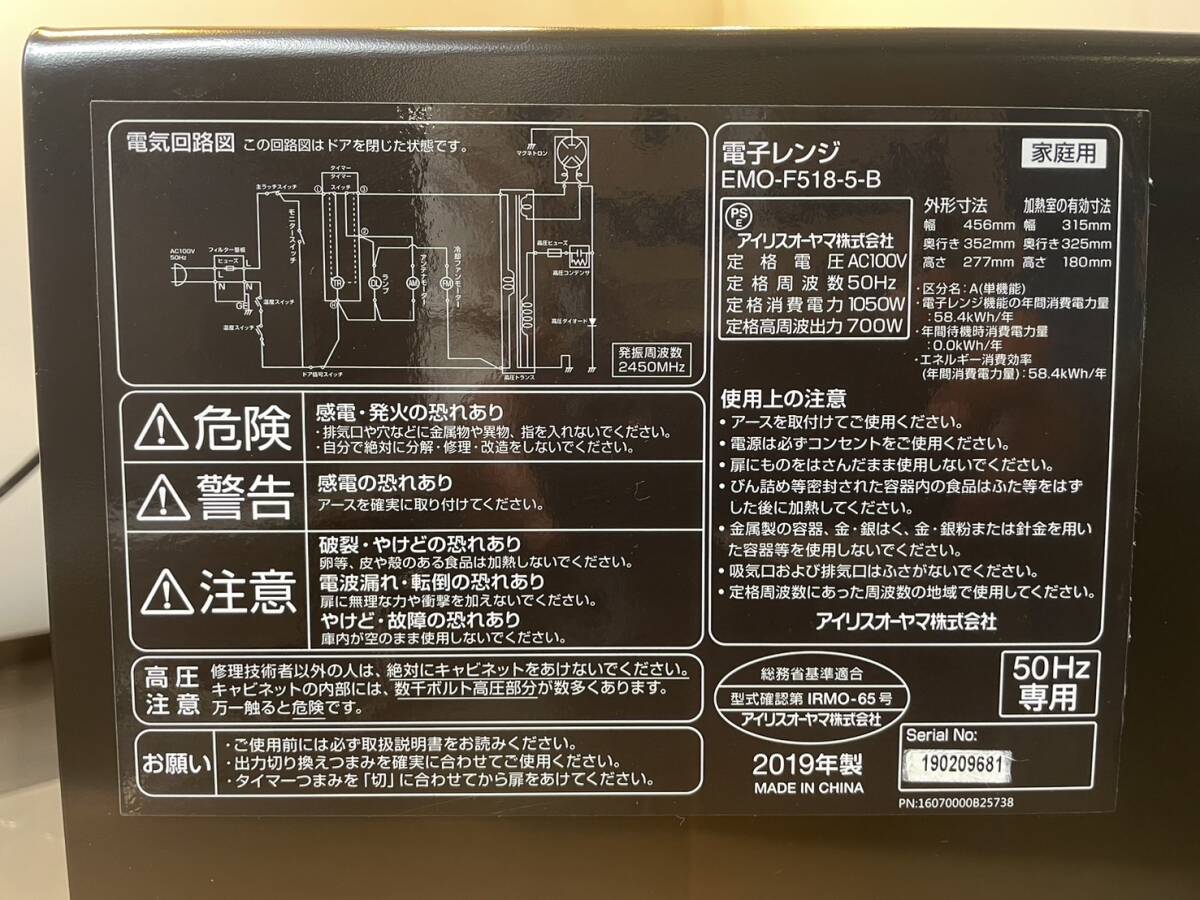 電気回路図 この回路図はドアを閉じた状態です。
マグネトロン
タイマー
タイマー
主ラッチスイッチ
スイッチ
モニタースイッチ
AC100V
50Hz
フィルター基板
ヒューズ
L
L
N
N
GE
温度スイッチ
温度スイッチ
ドア信号スイッチ
TR
DL
AM
FM
ランプ
アンテナモーター
冷却ファンモーター
高圧ヒューズ
高圧コンデンサ
高圧ダイオード
高圧トランス
発振周波数
2450MHz
危険
感電・発火の恐れあり
・排気口や穴などに金属物や異物、指を入れないでください。
・自分で絶対に分解・修理・改造をしないでください。
警告
感電の恐れあり
アースを確実に取り付けてください。
注意
破裂・やけどの恐れあり
卵等、皮や殻のある食品は加熱しないでください。
電波漏れ・転倒の恐れあり
扉に無理な力や衝撃を加えないでください。
やけど・故障の恐れあり
庫内が空のまま使用しないでください。
高圧
注意
修理技術者以外の人は、絶対にキャビネットをあけないでください。
キャビネットの内部には、数千ボルト高圧部分が数多くあります。
万一触ると危険です。
お願い
・ご使用前には必ず取扱説明書をお読みください。
・出力切り換えつまみを確実に合わせてご使用ください。
・タイマーつまみを「切」に合わせてから扉をあけてください。
電子レンジ
EMO-F518-5-B
家庭用
PS
E
アイリスオーヤマ株式会社
定格電圧 AC100V
定格周波数 50Hz
定格消費電力 1050W
定格高周波出力 700W
外形寸法 加熱室の有効寸法
幅 456mm 幅 315mm
奥行き 352mm 奥行き 325mm
高さ 277mm 高さ 180mm
・区分名：A(単機能)
・電子レンジ機能の年間消費電力量
：58.4kWh/年
・年間待機時消費電力量
：0.0kWh/年
・エネルギー消費効率
(年間消費電力量)：58.4kWh/年
使用上の注意
• アースを取付けてご使用ください。
• 電源は必ずコンセントをご使用ください。
• 扉にものをはさんだまま使用しないでください。
• びん詰め等密封された容器内の食品はふた等をはず
した後に加熱してください。
• 金属製の容器、金・銀はく、金・銀粉または針金を用い
た容器等を使用しないでください。
• 吸気口および排気口はふさがないでください。
• 定格周波数にあった周波数の地域で使用してください。
アイリスオーヤマ株式会社
総務省基準適合
型式確認第 IRMO-65 号
アイリスオーヤマ株式会社
50Hz
専用
2019年製
MADE IN CHINA
Serial No:
190209681
PN:16070000B25738